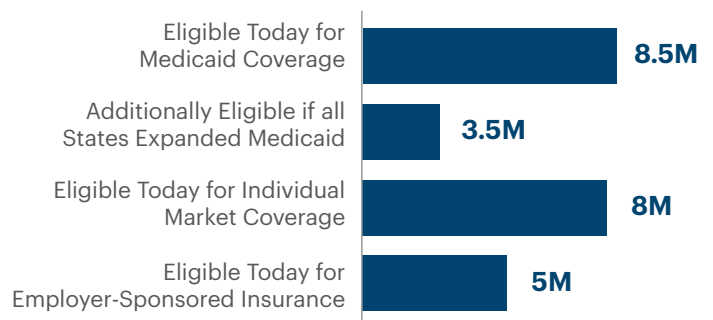 Eligible Today for
Medicaid Coverage
8.5M
Additionally Eligible if all
States Expanded Medicaid
3.5M
Eligible Today for Individual
Market Coverage
8M
Eligible Today for
Employer-Sponsored Insurance
5M